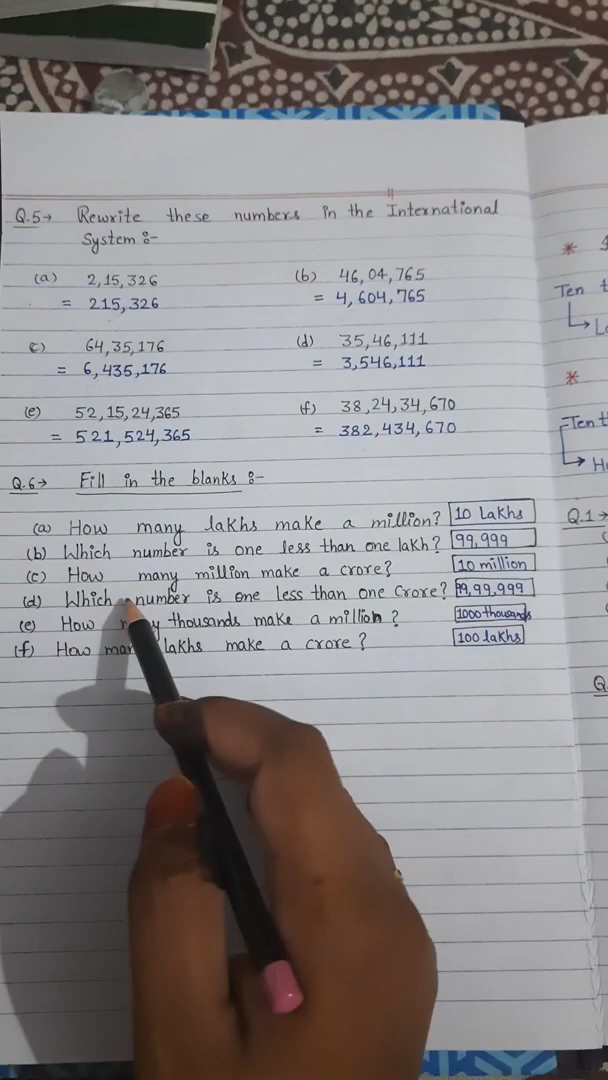 Q.5→ Rewrite these numbers in the International
System :-
(a) 2,15,326 (b) 46,04,765
= 215,326 = 4,604,765
c) 64,35,176 (d) 35,46,111
= 6,435,176 = 3,546,111
(e) 52,15,24,365 (f) 38,24,34,670
= 521,524,365 = 382,434,670
Q.6→ Fill in the blanks :-
(a) How many lakhs make a million? 10 Lakhs
(b) Which number is one less than one lakh? 99,999
(c) How many million make a crore? 10 million
(d) Which number is one less than one Crore? 99,99,999
(e) How thousands make a million? 1000 thousands
(f) How lakhs make a crore? 100 lakhs
*
Ten
*
Ten
Q.1→
Q